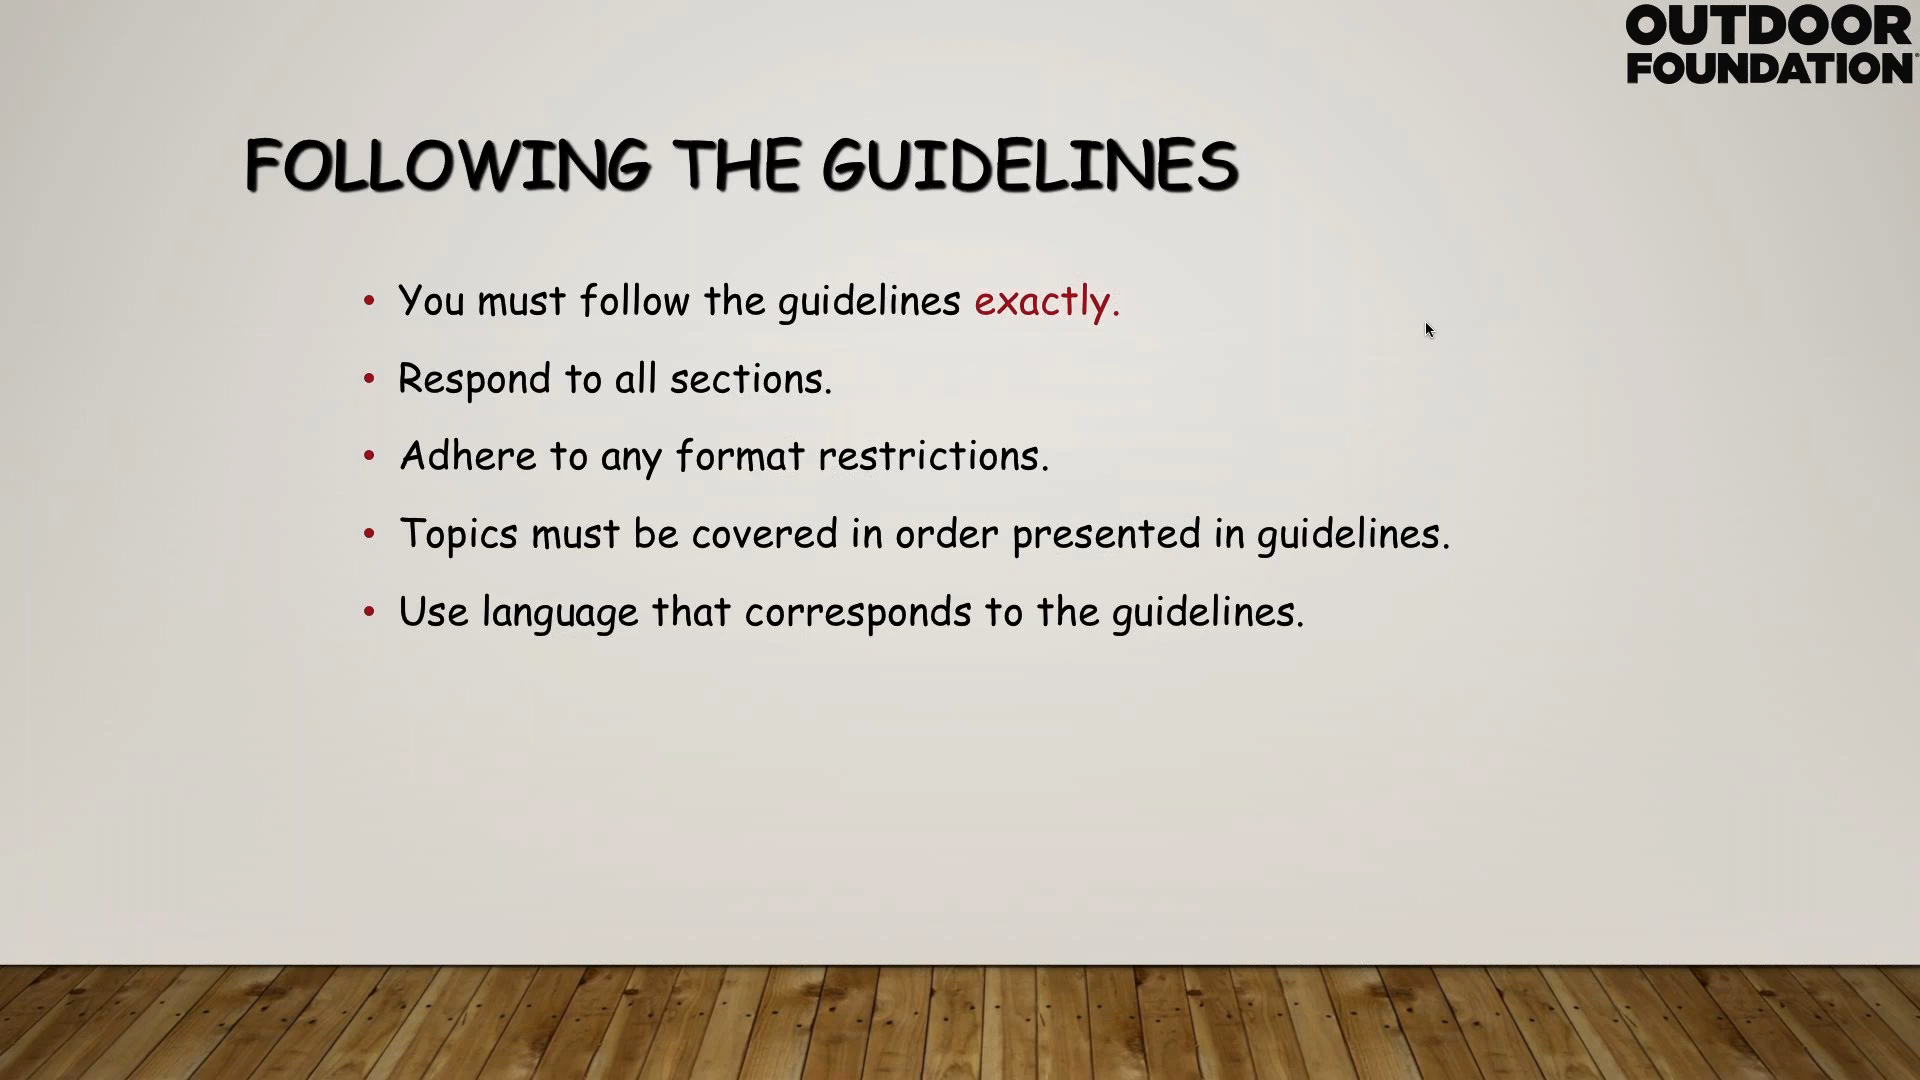 OUTDOOR
FOUNDATION
FOLLOWING THE GUIDELINES
• You must follow the guidelines exactly.
• Respond to all sections.
• Adhere to any format restrictions.
• Topics must be covered in order presented in guidelines.
• Use language that corresponds to the guidelines.